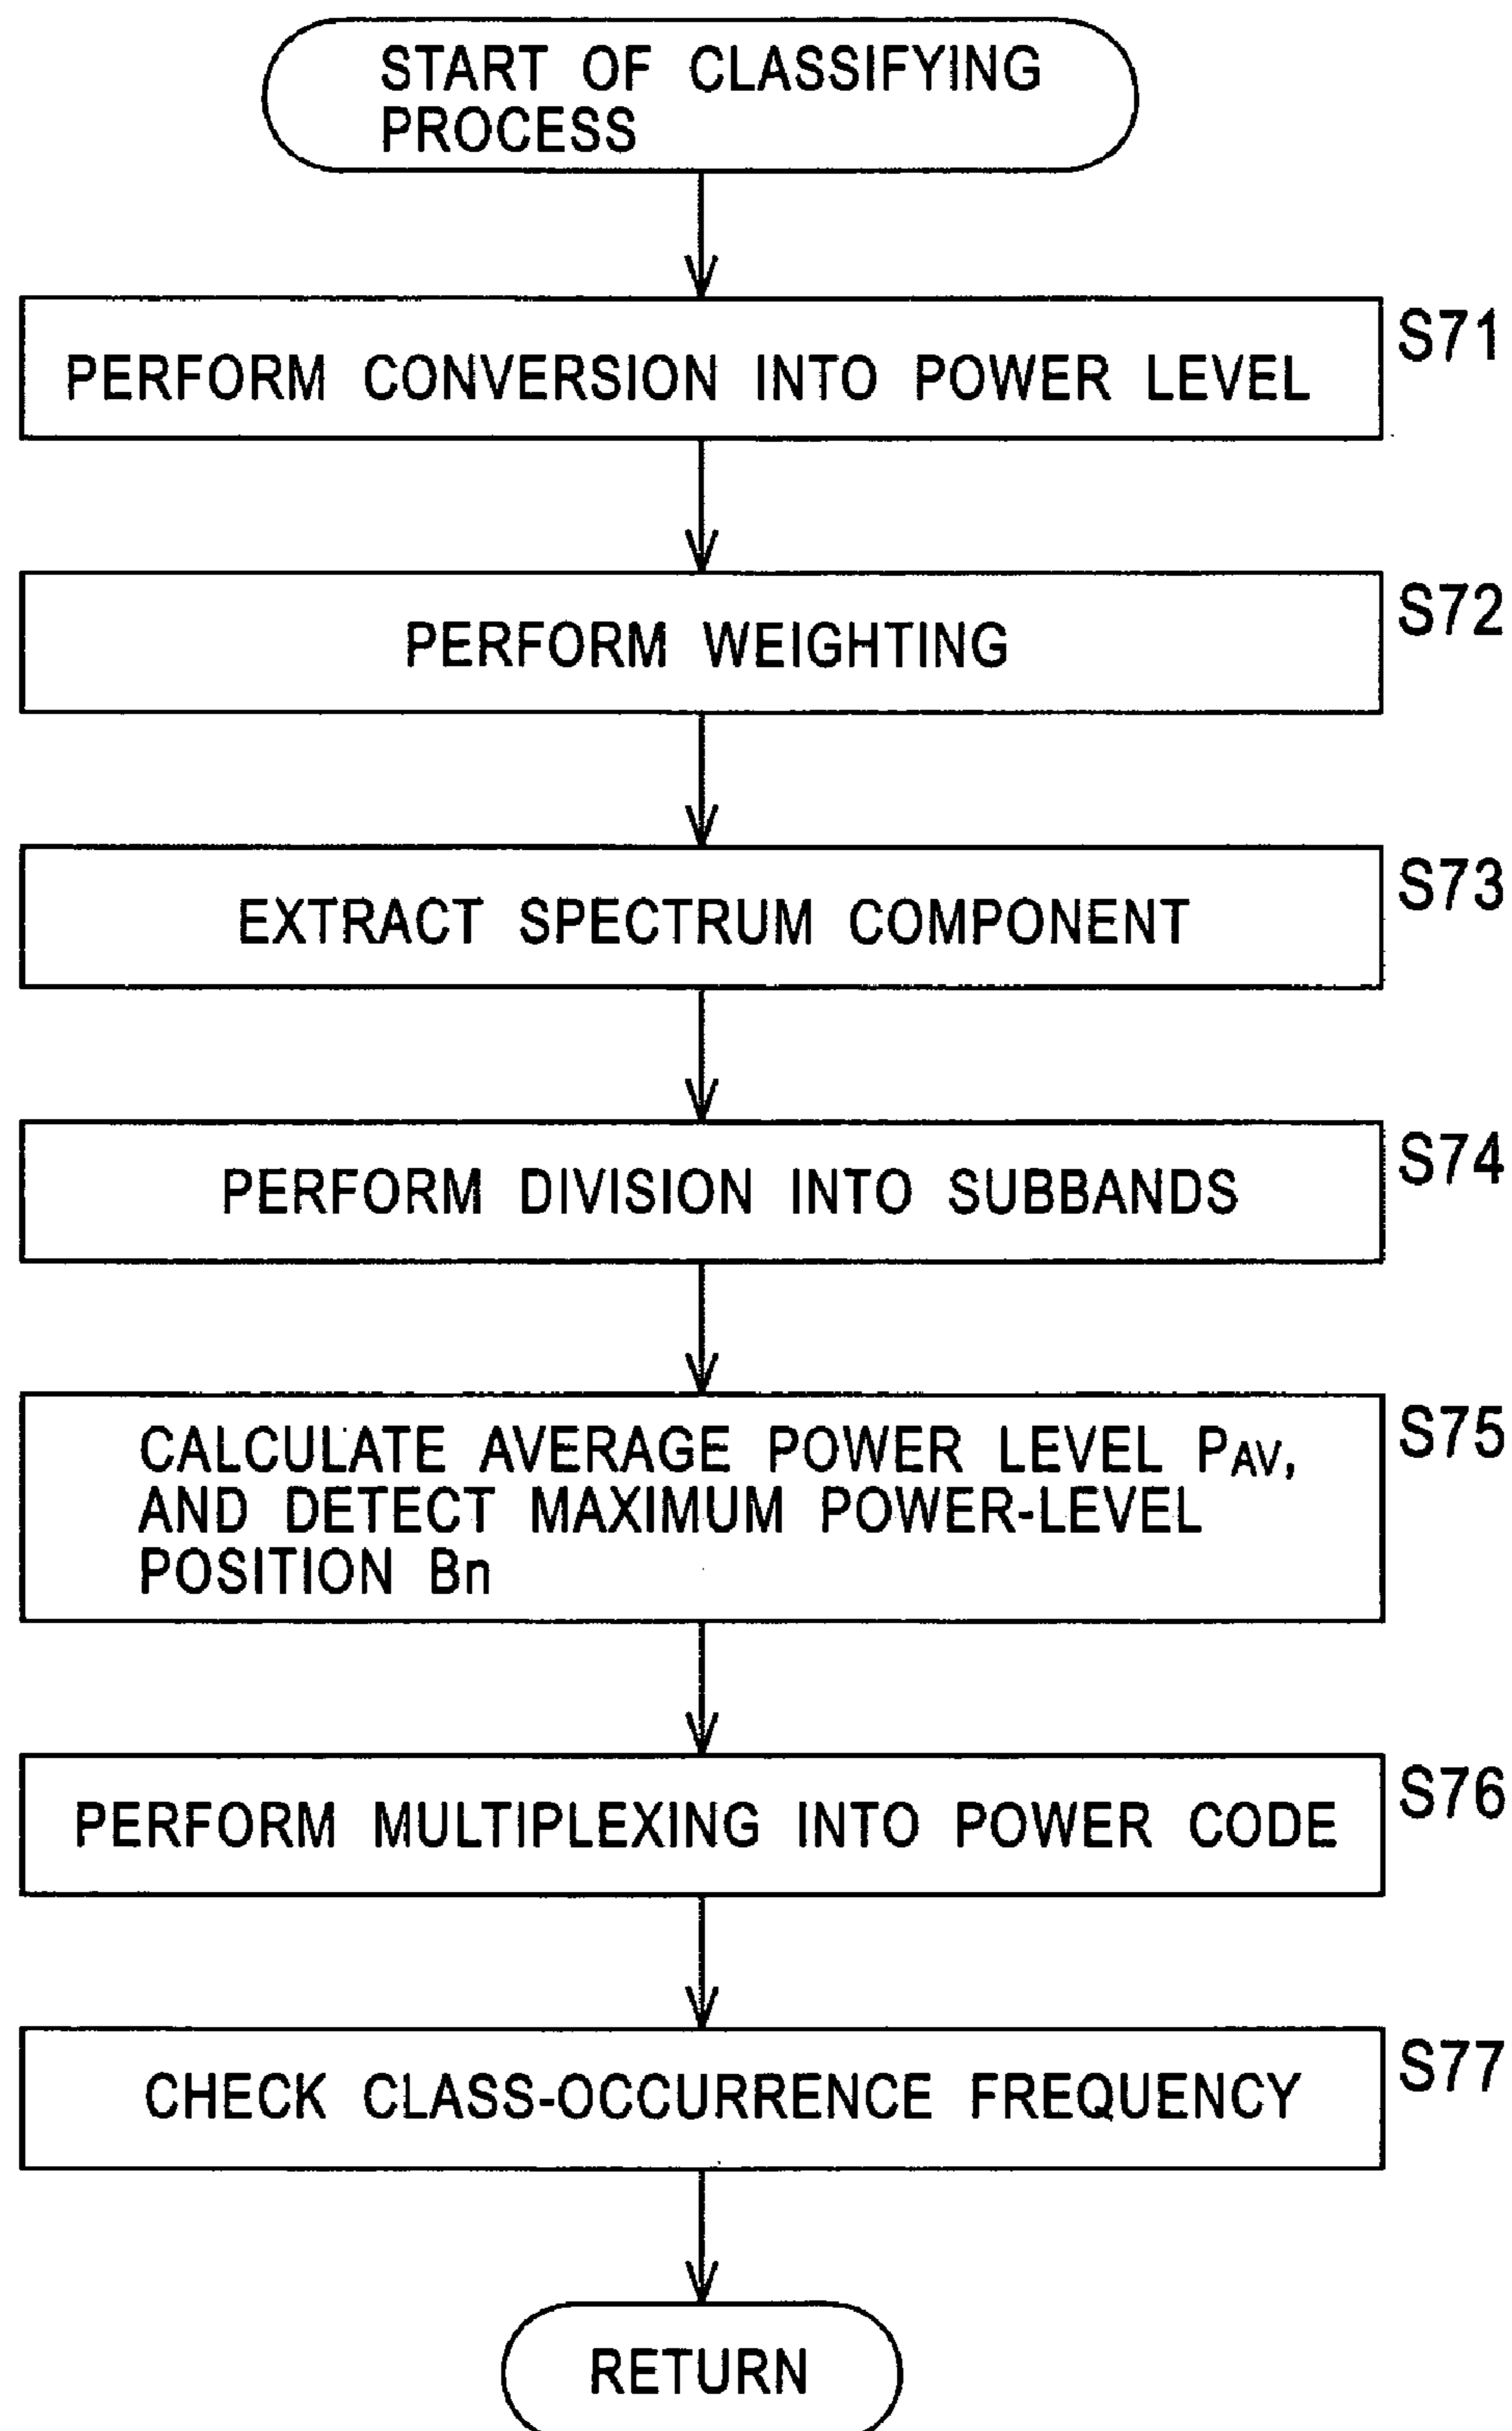 START OF CLASSIFYING
PROCESS
S71
PERFORM CONVERSION INTO POWER LEVEL
S72
PERFORM WEIGHTING
S73
EXTRACT SPECTRUM COMPONENT
S74
PERFORM DIVISION INTO SUBBANDS
S75
CALCULATE AVERAGE POWER LEVEL PAV,
AND DETECT MAXIMUM POWER-LEVEL
POSITION Bn
S76
PERFORM MULTIPLEXING INTO POWER CODE
S77
CHECK CLASS-OCCURRENCE FREQUENCY
RETURN